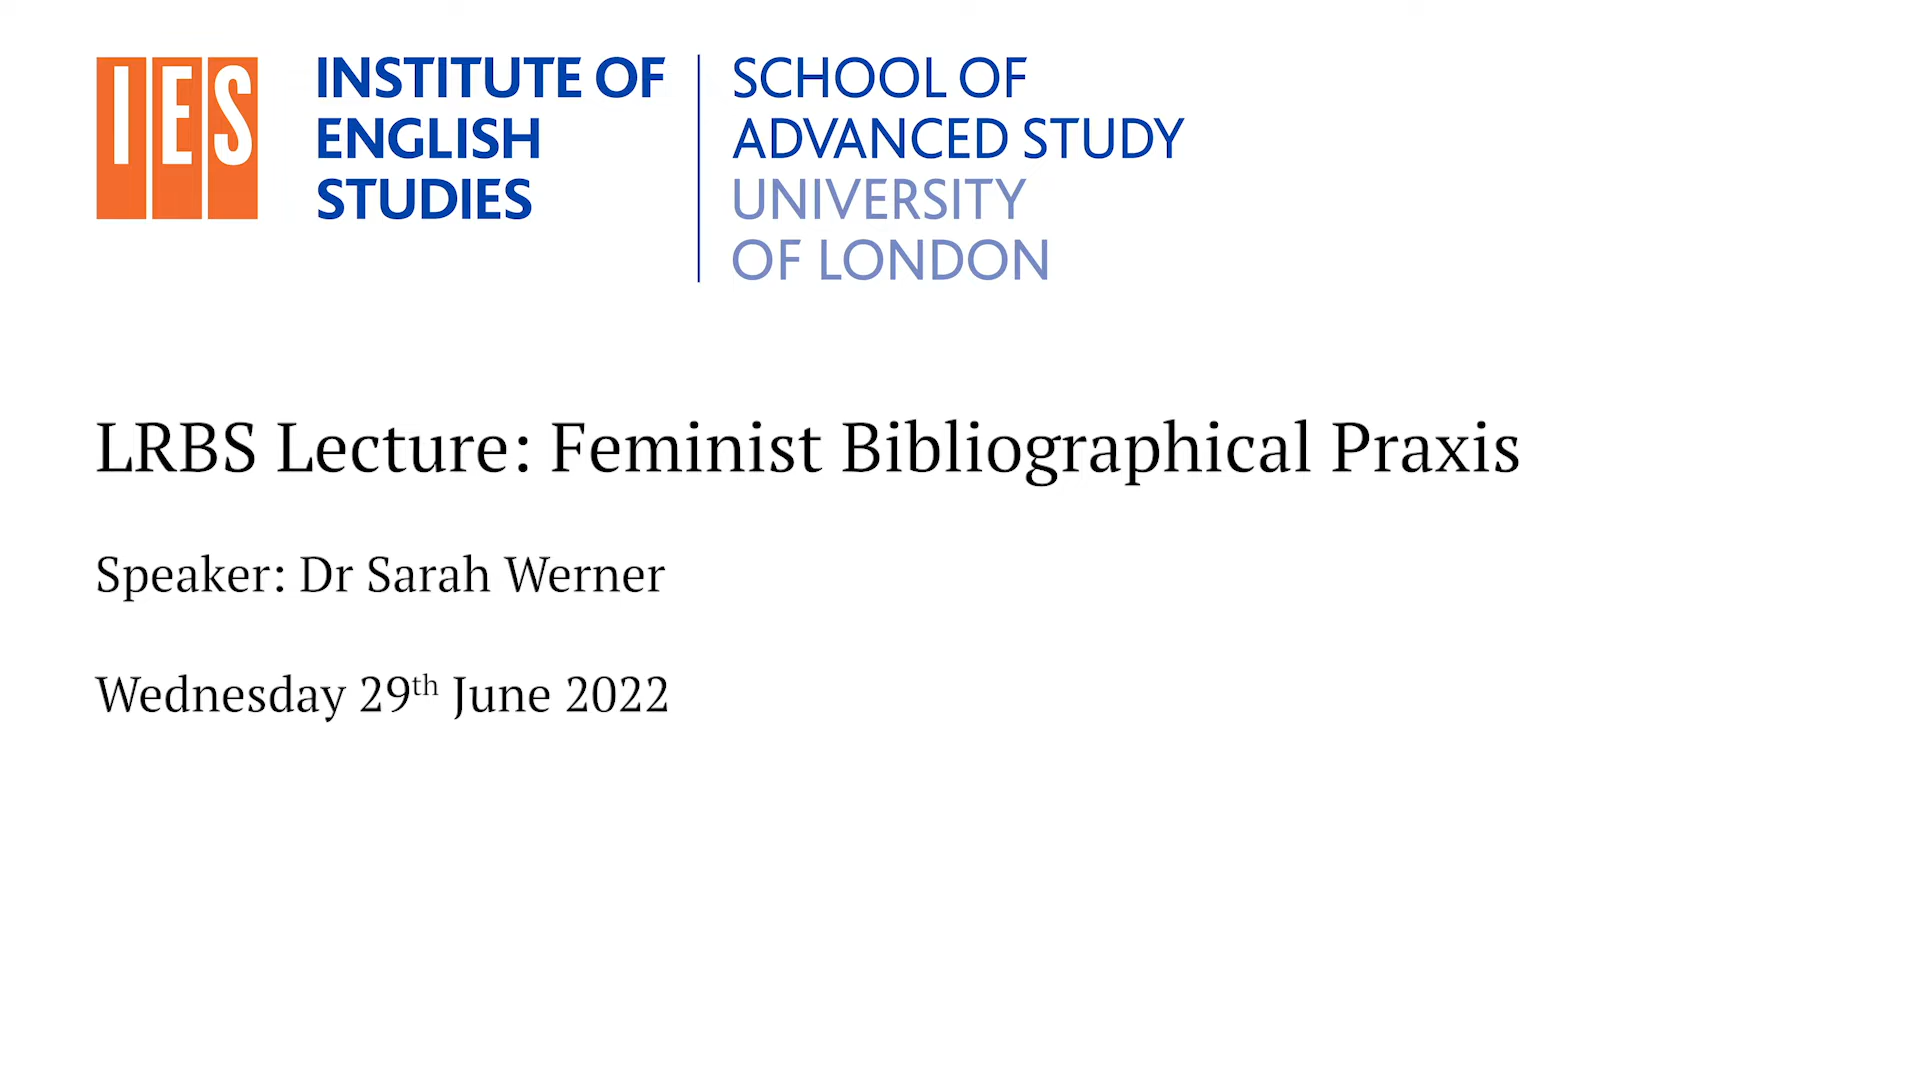 IES
INSTITUTE OF
ENGLISH
STUDIES
SCHOOL OF
ADVANCED STUDY
UNIVERSITY
OF LONDON
LRBS Lecture: Feminist Bibliographical Praxis
Speaker: Dr Sarah Werner
Wednesday 29th June 2022